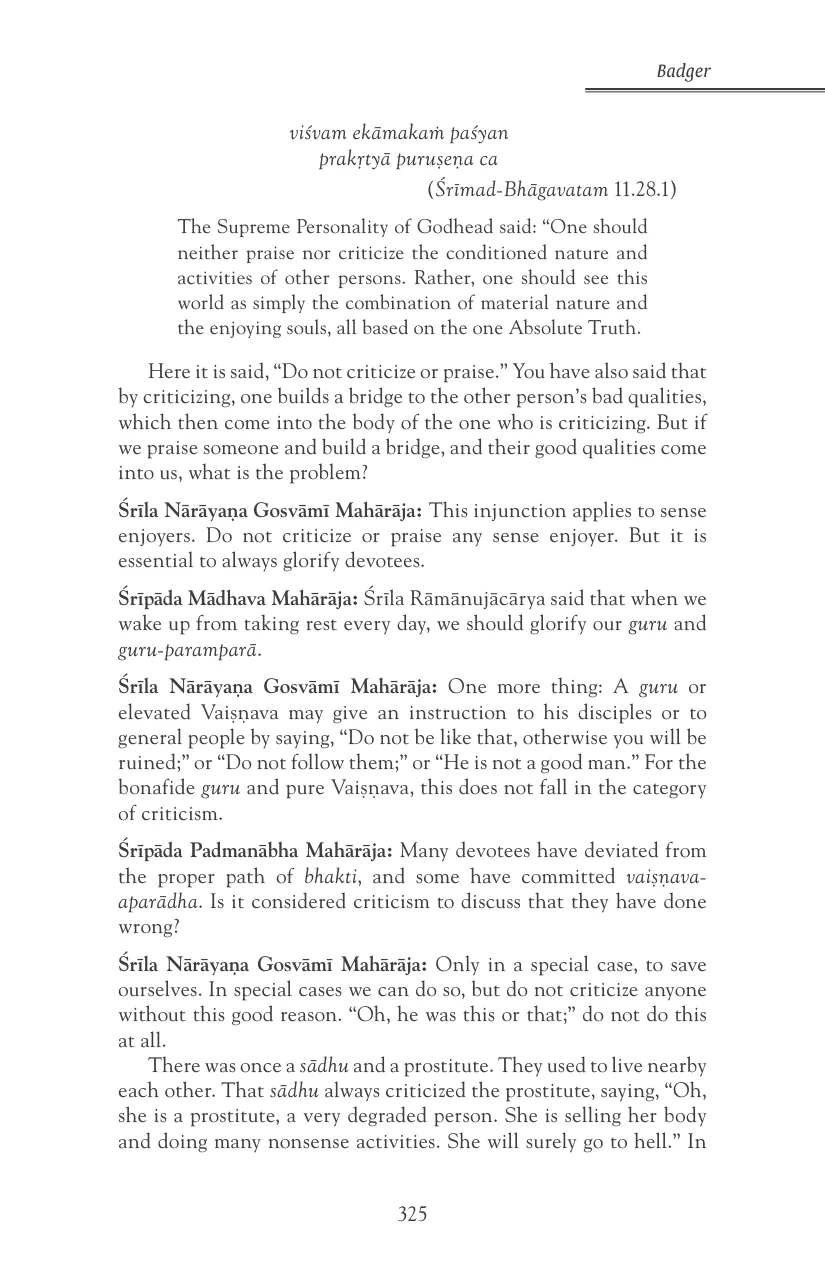 Badger
viśvam ekāmakaṁ paśyan
prakṛtyā puruṣeṇa ca
(Śrīmad-Bhāgavatam 11.28.1)
The Supreme Personality of Godhead said: “One should
neither praise nor criticize the conditioned nature and
activities of other persons. Rather, one should see this
world as simply the combination of material nature and
the enjoying souls, all based on the one Absolute Truth.
Here it is said, “Do not criticize or praise.” You have also said that
by criticizing, one builds a bridge to the other person’s bad qualities,
which then come into the body of the one who is criticizing. But if
we praise someone and build a bridge, and their good qualities come
into us, what is the problem?
Śrīla Nārāyaṇa Gosvāmī Mahārāja: This injunction applies to sense
enjoyers. Do not criticize or praise any sense enjoyer. But it is
essential to always glorify devotees.
Śrīpāda Mādhava Mahārāja: Śrīla Rāmānujācārya said that when we
wake up from taking rest every day, we should glorify our guru and
guru-paramparā.
Śrīla Nārāyaṇa Gosvāmī Mahārāja: One more thing: A guru or
elevated Vaiṣṇava may give an instruction to his disciples or to
general people by saying, “Do not be like that, otherwise you will be
ruined;” or “Do not follow them;” or “He is not a good man.” For the
bonafide guru and pure Vaiṣṇava, this does not fall in the category
of criticism.
Śrīpāda Padmanābha Mahārāja: Many devotees have deviated from
the proper path of bhakti, and some have committed vaiṣṇava-
aparādha. Is it considered criticism to discuss that they have done
wrong?
Śrīla Nārāyaṇa Gosvāmī Mahārāja: Only in a special case, to save
ourselves. In special cases we can do so, but do not criticize anyone
without this good reason. “Oh, he was this or that;” do not do this
at all.
There was once a sādhu and a prostitute. They used to live nearby
each other. That sādhu always criticized the prostitute, saying, “Oh,
she is a prostitute, a very degraded person. She is selling her body
and doing many nonsense activities. She will surely go to hell.” In
325